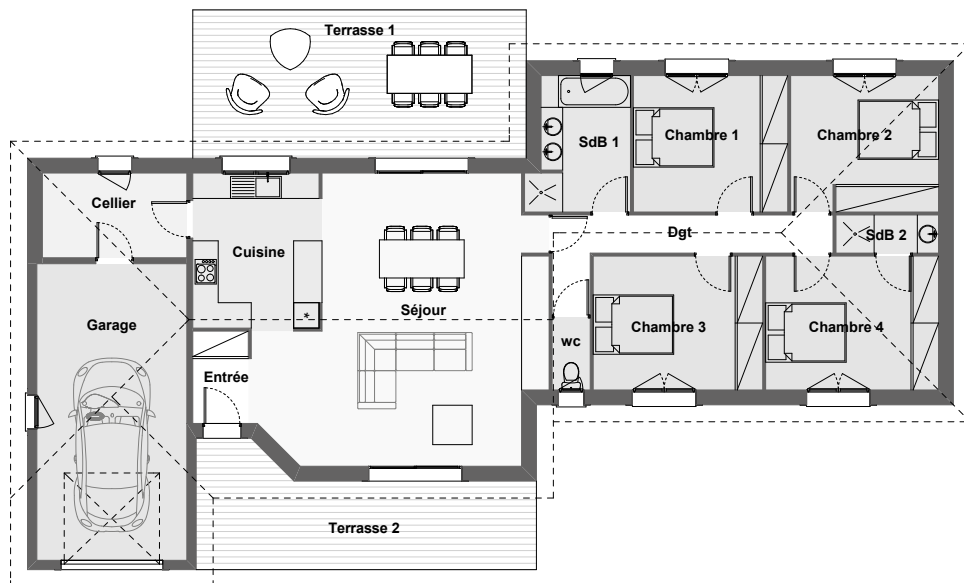 Terrasse 1
SdB 1
Chambre 1
Chambre 2
Cellier
Cuisine
Dgt
SdB 2
Garage
Séjour
*
wc
Chambre 3
Chambre 4
Entrée
Terrasse 2